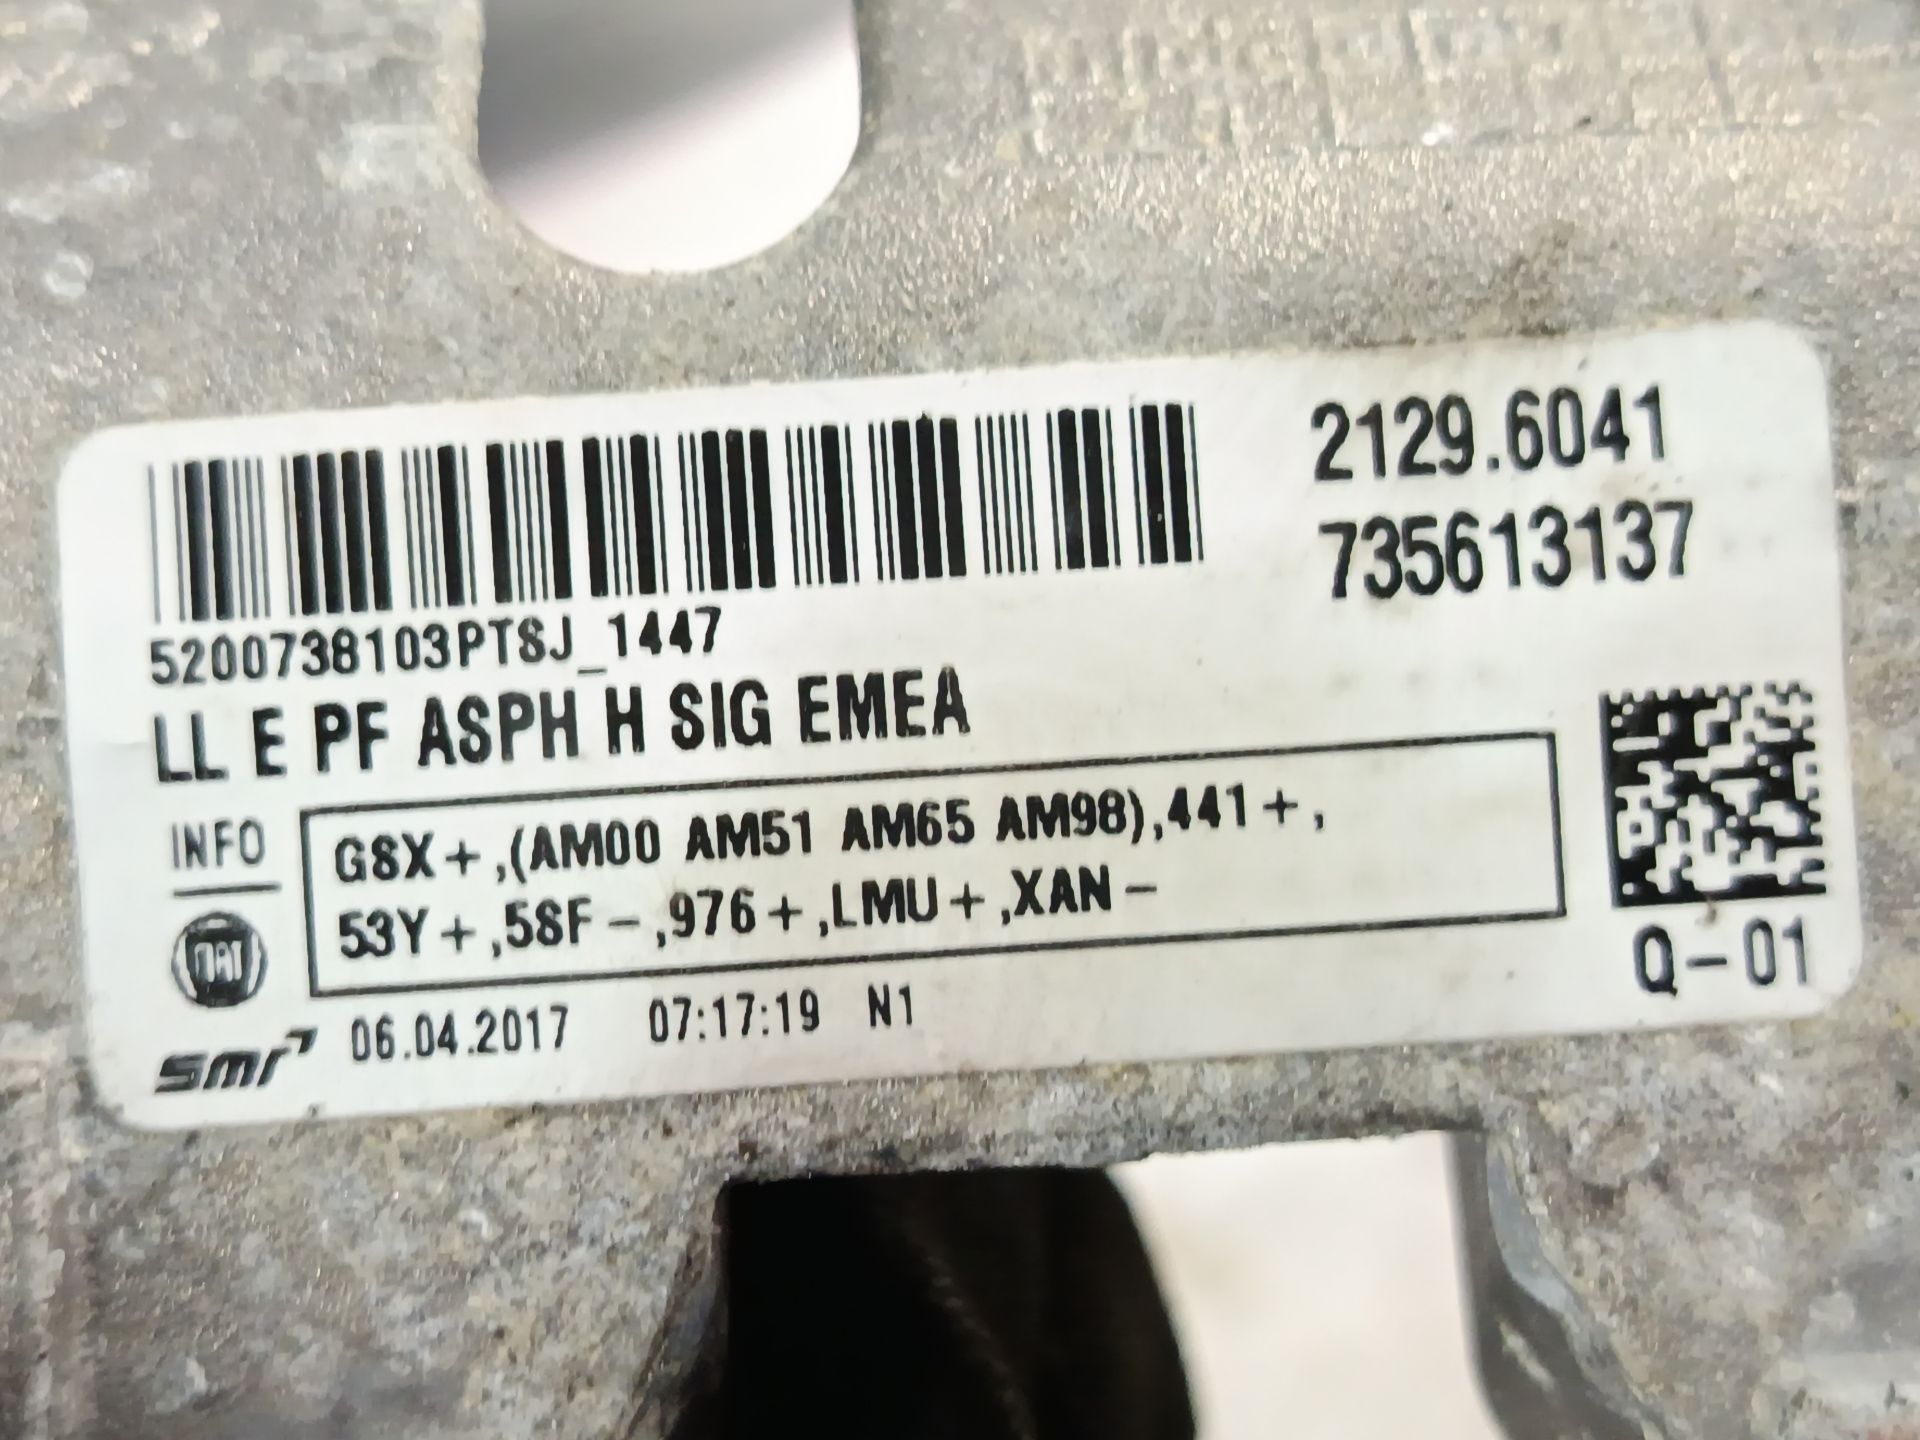 2129.6041
735613137
5200738103PTSJ_1447
LL E PF ASPH H SIG EMEA
INFO
G8X+,(AM00 AM51 AM65 AM98),441+,
53Y+,58F-,976+,LMU+,XAN-
FIAT
Q-01
smr 06.04.2017 07:17:19 N1